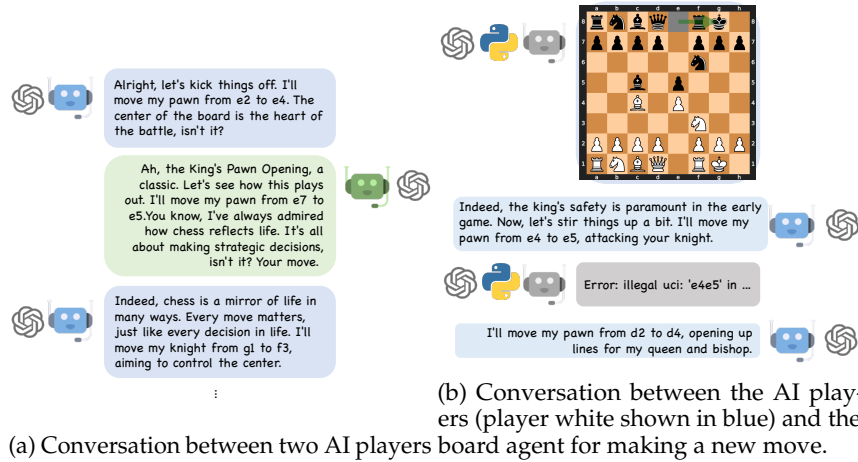 Alright, let's kick things off. I'll
move my pawn from e2 to e4. The
center of the board is the heart of
the battle, isn't it?
Ah, the King's Pawn Opening, a
classic. Let's see how this plays
out. I'll move my pawn from e7 to
e5.You know, I've always admired
how chess reflects life. It's all
about making strategic decisions,
isn't it? Your move.
Indeed, chess is a mirror of life in
many ways. Every move matters,
just like every decision in life. I'll
move my knight from g1 to f3,
aiming to control the center.
⋮
(a) Conversation between two AI players
a b c d e f g h
8 8
7 7
6 6
5 5
4 4
3 3
2 2
1 1
a b c d e f g h
Indeed, the king's safety is paramount in the early
game. Now, let's stir things up a bit. I'll move my
pawn from e4 to e5, attacking your knight.
Error: illegal uci: 'e4e5' in ...
I'll move my pawn from d2 to d4, opening up
lines for my queen and bishop.
(b) Conversation between the AI play-
ers (player white shown in blue) and the
board agent for making a new move.